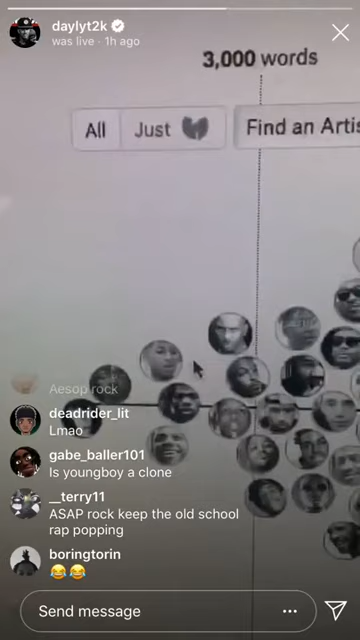 daylyt2k
was live · 1h ago
3,000 words
All
Just
Find an Artis
Aesop rock
deadrider_lit
Lmao
gabe_baller101
Is youngboy a clone
__terry11
ASAP rock keep the old school
rap popping
boringtorin
😂😂
Send message